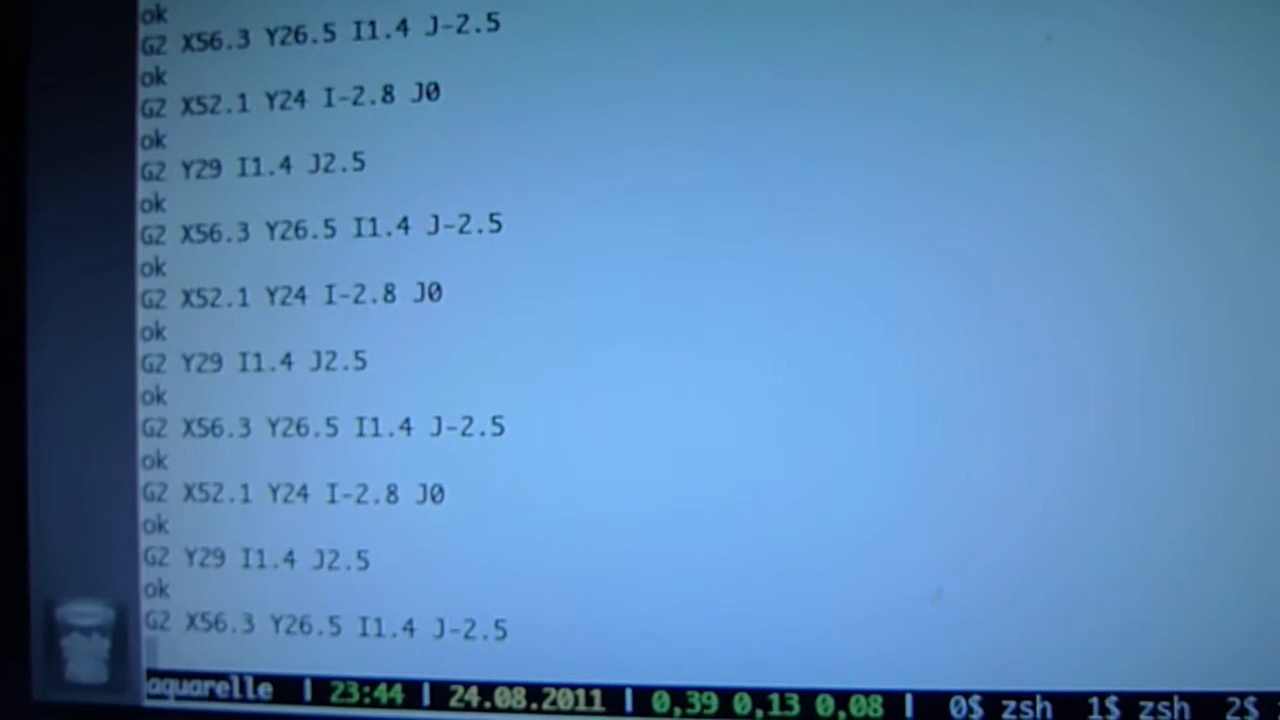 ok
G2 X56.3 Y26.5 I1.4 J-2.5
ok
G2 X52.1 Y24 I-2.8 J0
ok
G2 Y29 I1.4 J2.5
ok
G2 X56.3 Y26.5 I1.4 J-2.5
ok
G2 X52.1 Y24 I-2.8 J0
ok
G2 Y29 I1.4 J2.5
ok
G2 X56.3 Y26.5 I1.4 J-2.5
ok
G2 X52.1 Y24 I-2.8 J0
ok
G2 Y29 I1.4 J2.5
ok
G2 X56.3 Y26.5 I1.4 J-2.5
aquarelle | 23:44 | 24.08.2011 | 0,39 0,13 0,08 | 0$ zsh 1$ zsh 2$